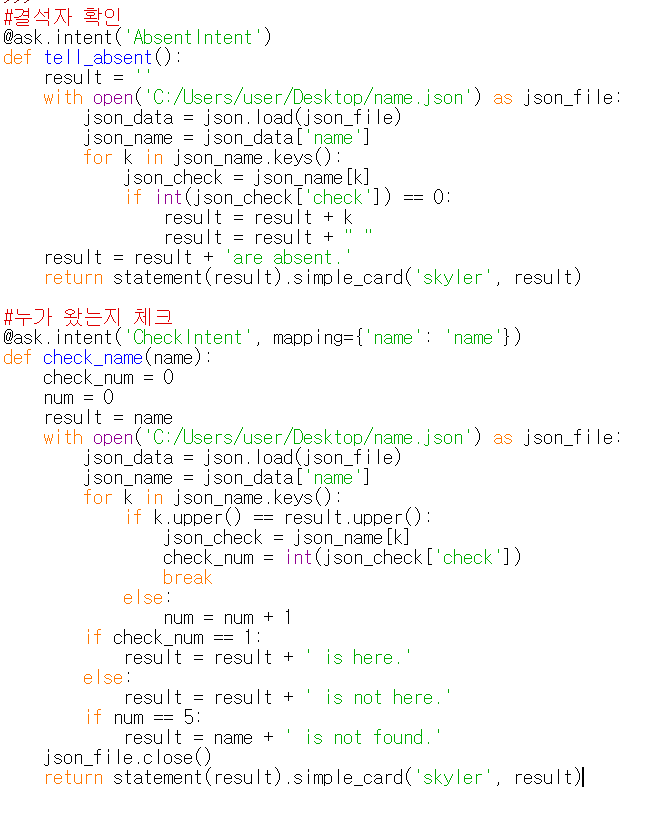 #결석자 확인
@ask.intent('AbsentIntent')
def tell_absent():
    result = ''
    with open('C:/Users/user/Desktop/name.json') as json_file:
        json_data = json.load(json_file)
        json_name = json_data['name']
        for k in json_name.keys():
            json_check = json_name[k]
            if int(json_check['check']) == 0:
                result = result + k
                result = result + " "
    result = result + 'are absent.'
    return statement(result).simple_card('skyler', result)

#누가 왔는지 체크
@ask.intent('CheckIntent', mapping={'name': 'name'})
def check_name(name):
    check_num = 0
    num = 0
    result = name
    with open('C:/Users/user/Desktop/name.json') as json_file:
        json_data = json.load(json_file)
        json_name = json_data['name']
        for k in json_name.keys():
            if k.upper() == result.upper():
                json_check = json_name[k]
                check_num = int(json_check['check'])
                break
            else:
                num = num + 1
        if check_num == 1:
            result = result + ' is here.'
        else:
            result = result + ' is not here.'
        if num == 5:
            result = name + ' is not found.'
    json_file.close()
    return statement(result).simple_card('skyler', result)